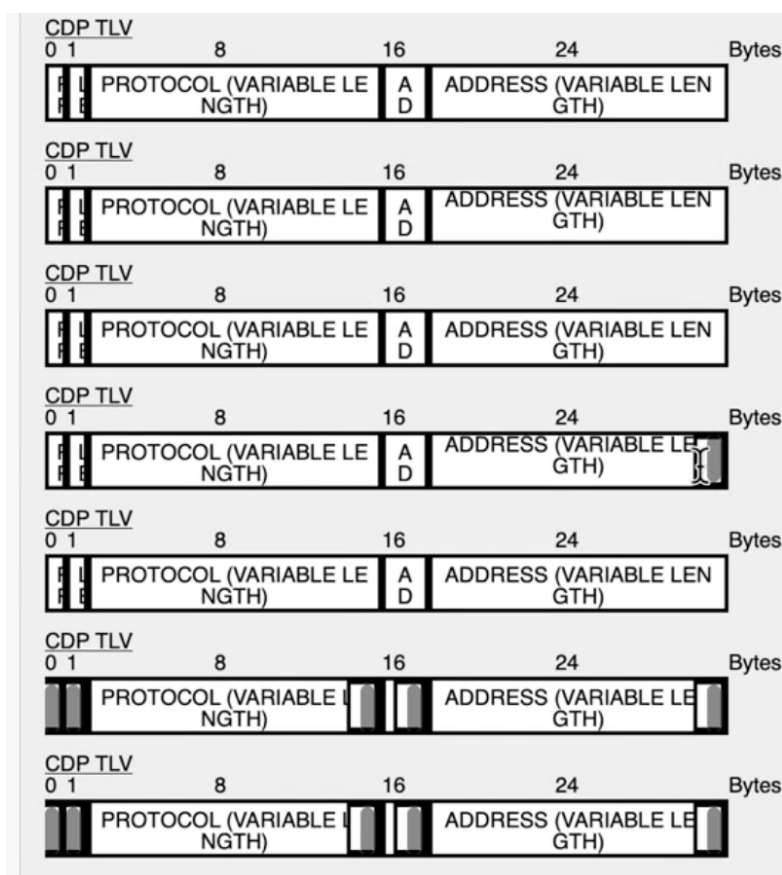 CDP TLV
0 1 8 16 24 Bytes
PROTOCOL (VARIABLE LE AD ADDRESS (VARIABLE LEN
NGTH) GTH)
CDP TLV
0 1 8 16 24 Bytes
PROTOCOL (VARIABLE LE AD ADDRESS (VARIABLE LEN
NGTH) GTH)
CDP TLV
0 1 8 16 24 Bytes
PROTOCOL (VARIABLE LE AD ADDRESS (VARIABLE LEN
NGTH) GTH)
CDP TLV
0 1 8 16 24 Bytes
PROTOCOL (VARIABLE LE AD ADDRESS (VARIABLE LE
NGTH) GTH)
CDP TLV
0 1 8 16 24 Bytes
PROTOCOL (VARIABLE LE AD ADDRESS (VARIABLE LEN
NGTH) GTH)
CDP TLV
0 1 8 16 24 Bytes
PROTOCOL (VARIABLE ADDRESS (VARIABLE LE
NGTH) GTH)
CDP TLV
0 1 8 16 24 Bytes
PROTOCOL (VARIABLE ADDRESS (VARIABLE LE
NGTH) GTH)